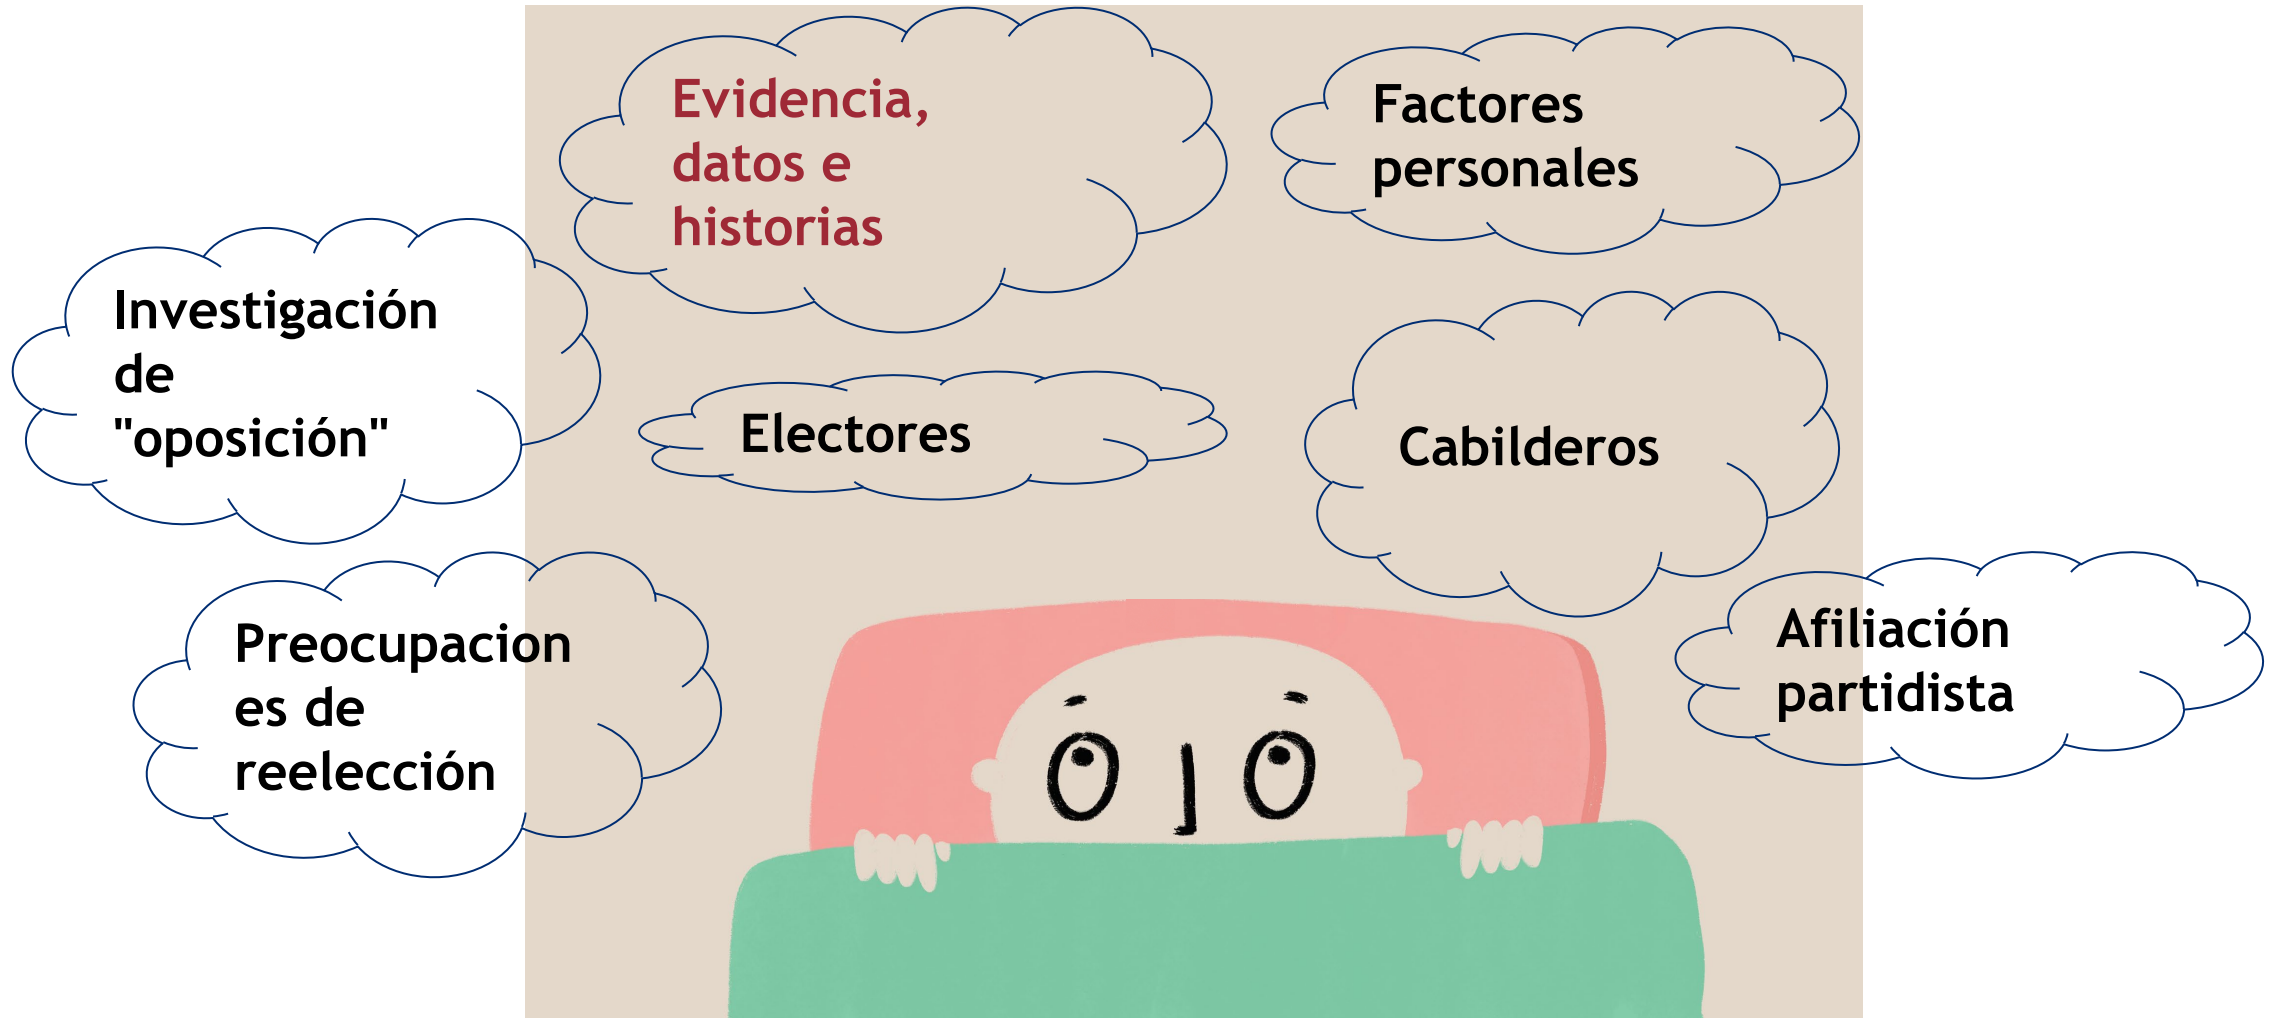 Evidencia,
datos e
historias
Factores
personales
Investigación
de
"oposición"
Electores
Cabilderos
Preocupacion
es de
reelección
Afiliación
partidista